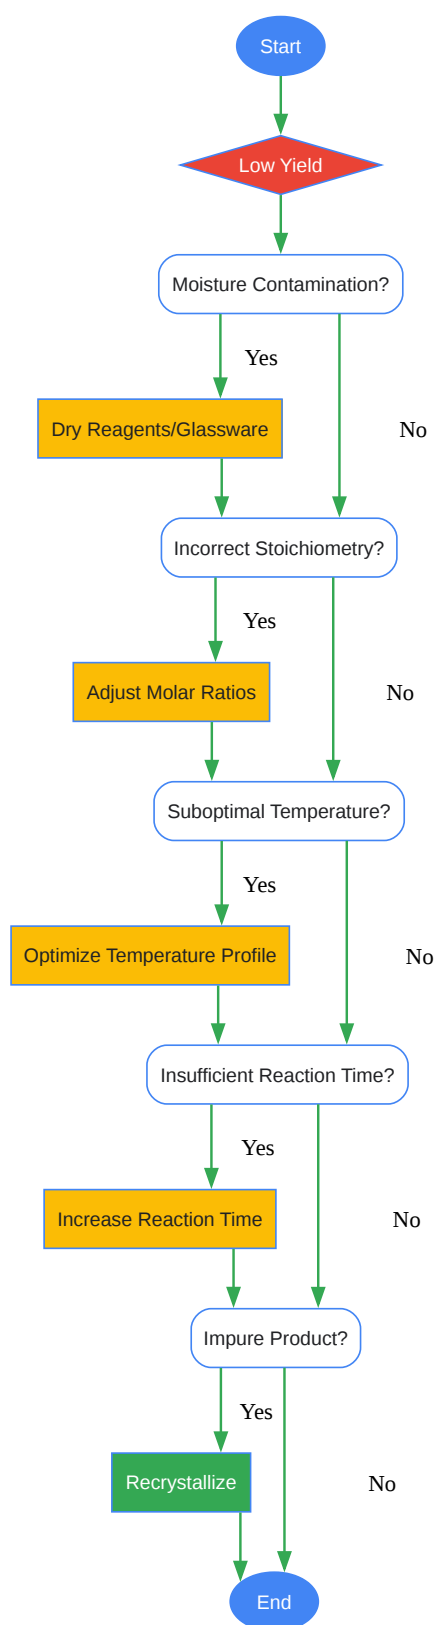 Start
Low Yield
Moisture Contamination?
Yes
Dry Reagents/Glassware
No
Incorrect Stoichiometry?
Yes
Adjust Molar Ratios
No
Suboptimal Temperature?
Yes
Optimize Temperature Profile
No
Insufficient Reaction Time?
Yes
Increase Reaction Time
No
Impure Product?
Yes
Recrystallize
No
End